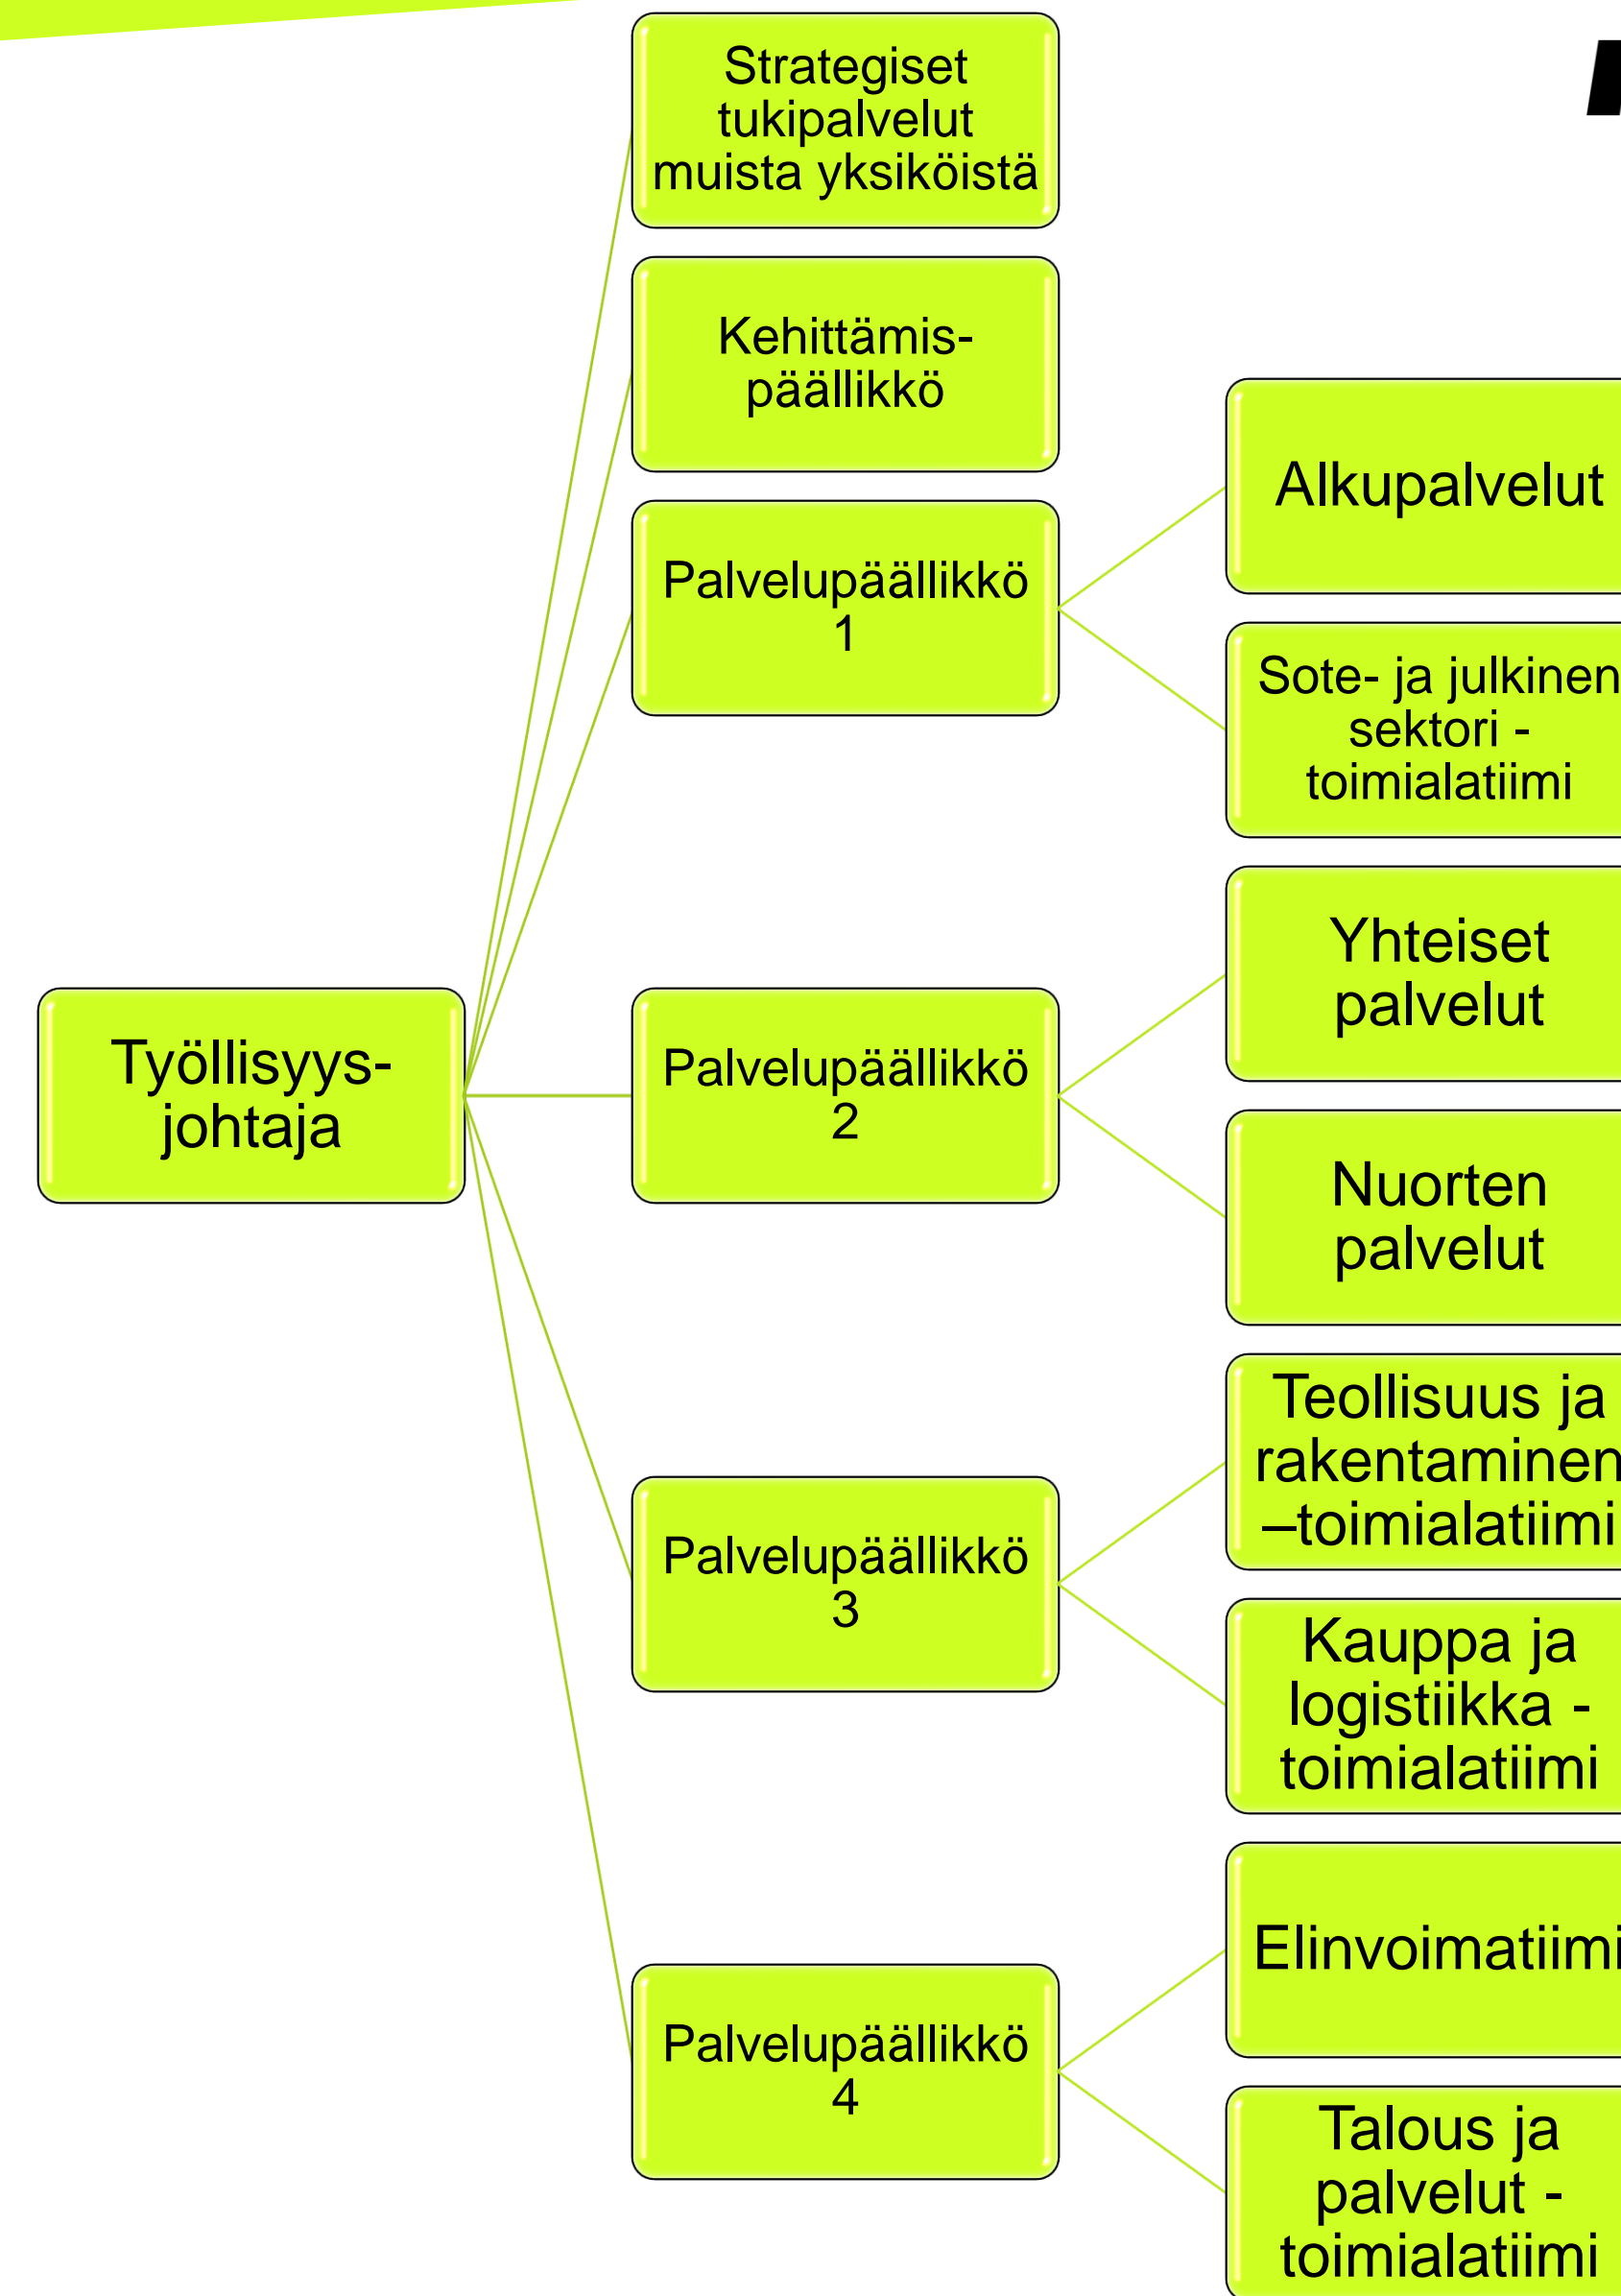 Strategiset
tukipalvelut
muista yksiköistä
Kehittämis-
päällikkö
Palvelupäällikkö
1
Alkupalvelut
Sote- ja julkinen
sektori -
toimialatiimi
Työllisyys-
johtaja
Palvelupäällikkö
2
Yhteiset
palvelut
Nuorten
palvelut
Palvelupäällikkö
3
Teollisuus ja
rakentaminen
–toimialatiimi
Kauppa ja
logistiikka -
toimialatiimi
Palvelupäällikkö
4
Elinvoimatiimi
Talous ja
palvelut -
toimialatiimi